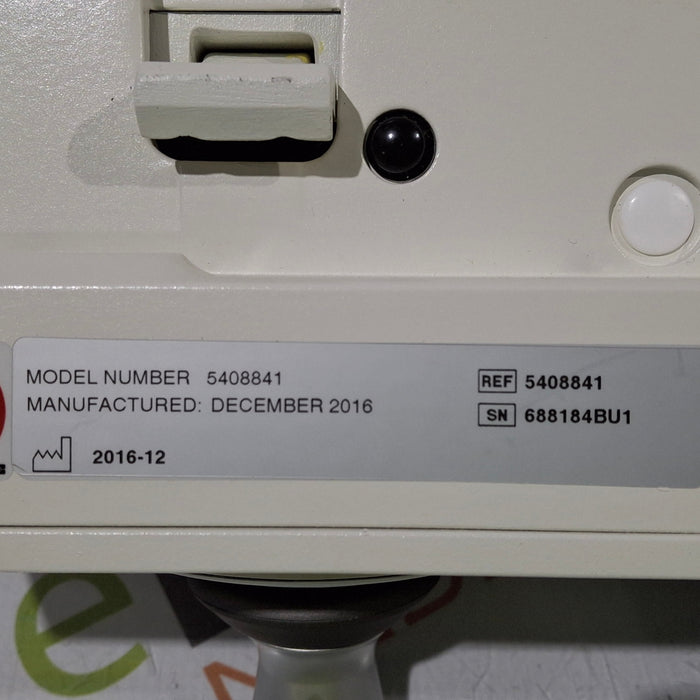 MODEL NUMBER 5408841
MANUFACTURED: DECEMBER 2016
2016-12
REF 5408841
SN 688184BU1